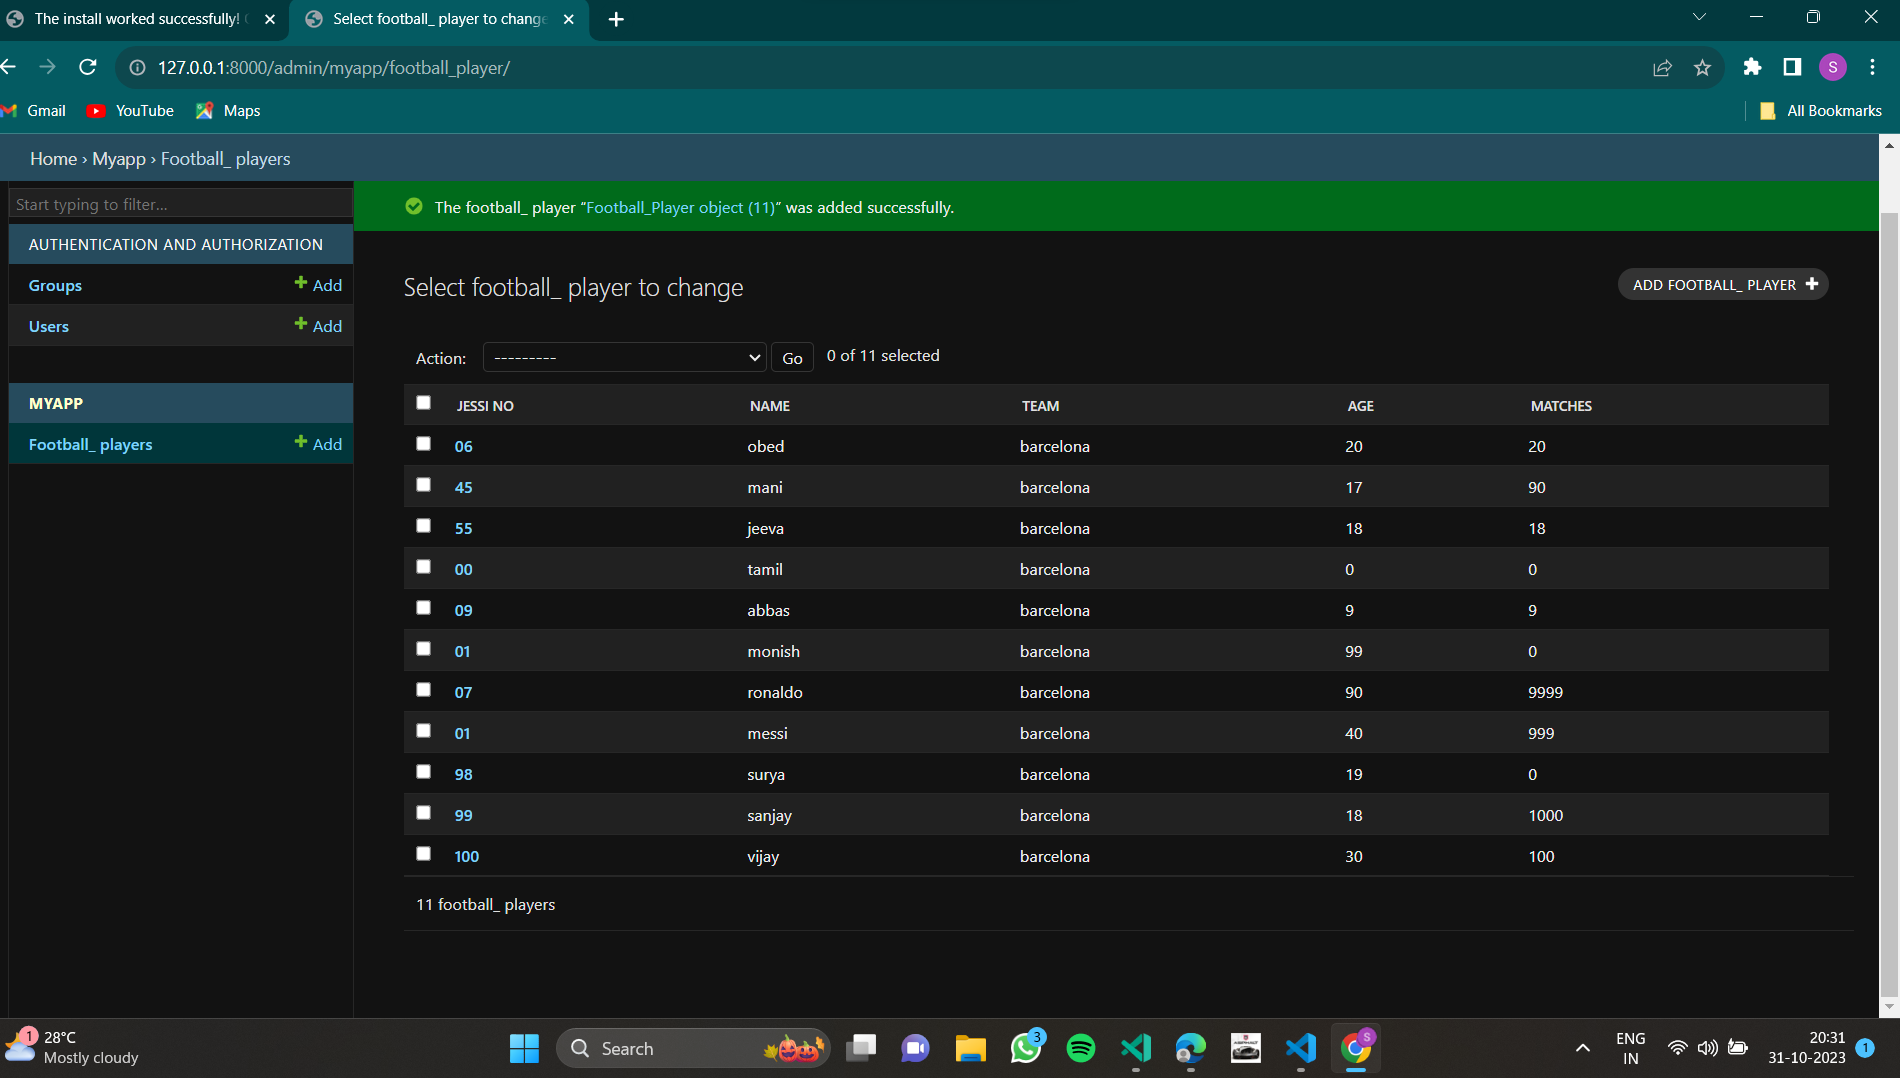 The install worked successfully!
Select football_ player to change
127.0.0.1:8000/admin/myapp/football_player/
S
Gmail
YouTube
Maps
All Bookmarks
Home › Myapp › Football_ players
Start typing to filter...
The football_ player “Football_Player object (11)” was added successfully.
AUTHENTICATION AND AUTHORIZATION
Groups Add
Users Add
MYAPP
Football_ players Add
Select football_ player to change
ADD FOOTBALL_ PLAYER
Action: --------- Go 0 of 11 selected
JESSI NO NAME TEAM AGE MATCHES
06 obed barcelona 20 20
45 mani barcelona 17 90
55 jeeva barcelona 18 18
00 tamil barcelona 0 0
09 abbas barcelona 9 9
01 monish barcelona 99 0
07 ronaldo barcelona 90 9999
01 messi barcelona 40 999
98 surya barcelona 19 0
99 sanjay barcelona 18 1000
100 vijay barcelona 30 100
11 football_ players
1
28°C
Mostly cloudy
Search
3
S
ENG
IN
20:31
31-10-2023
1